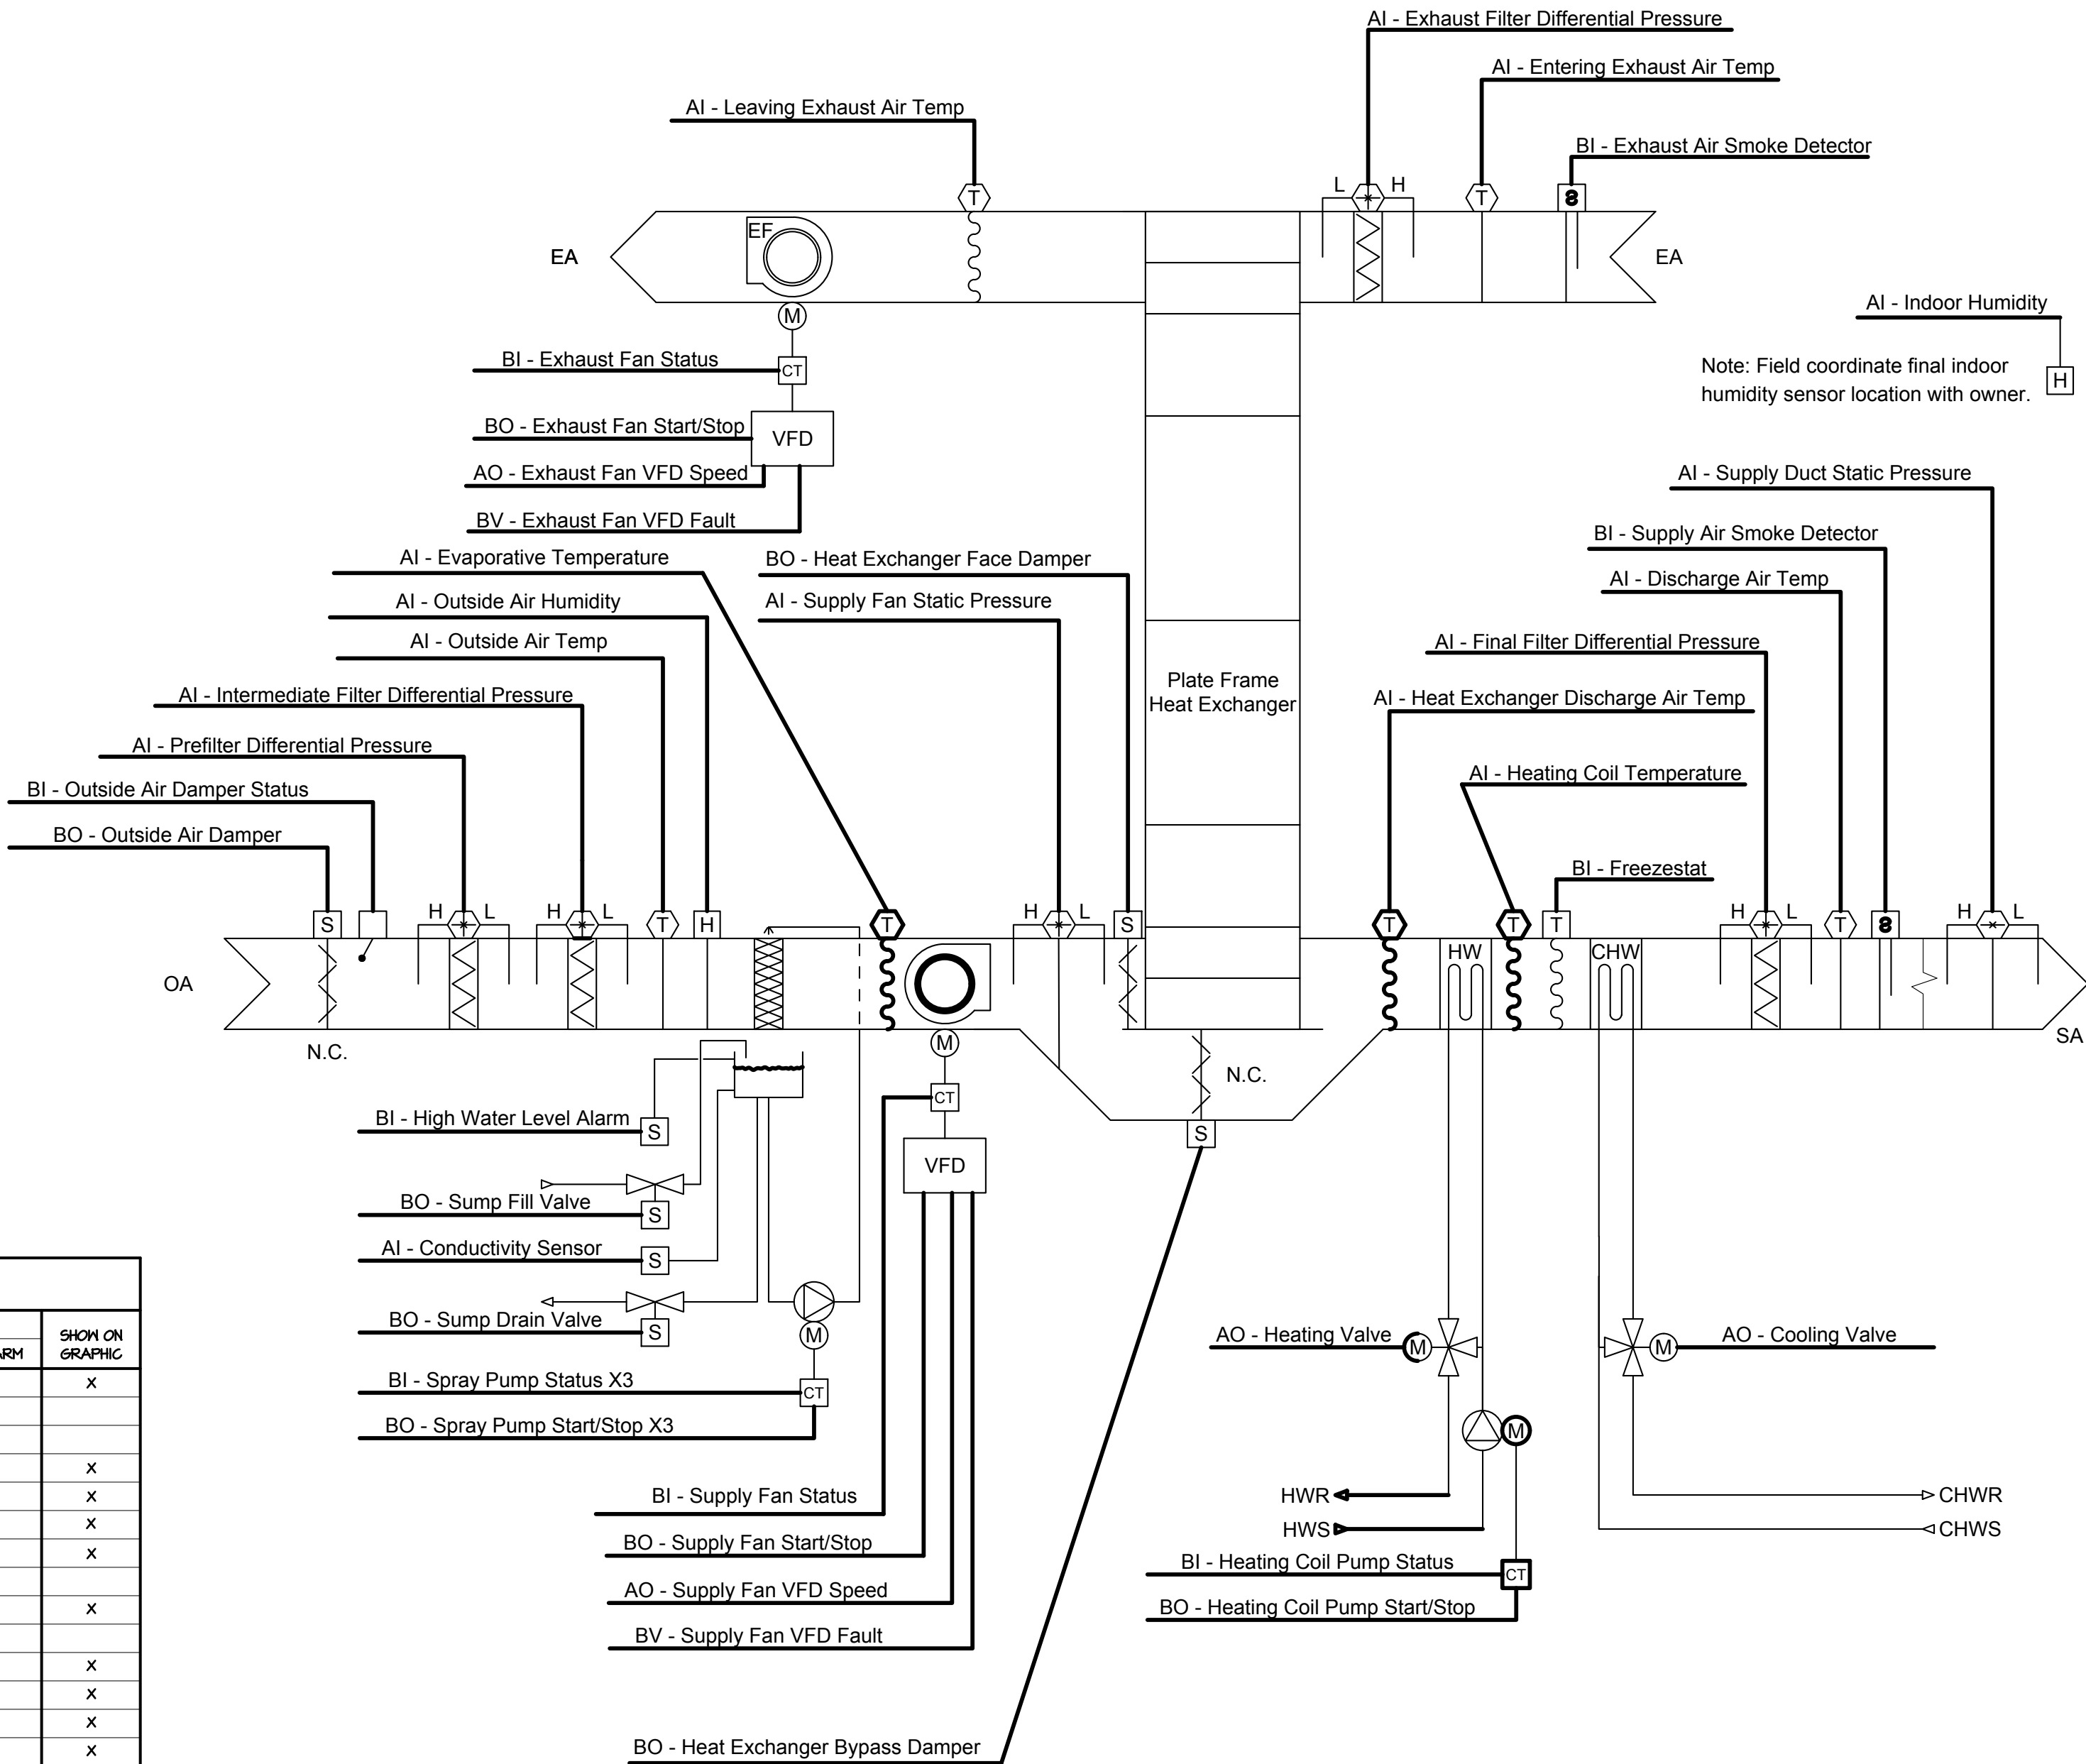 AI - Exhaust Filter Differential Pressure
AI - Entering Exhaust Air Temp
AI - Leaving Exhaust Air Temp
BI - Exhaust Air Smoke Detector
L
H
T
T
EF
EA
EA
M
AI - Indoor Humidity
BI - Exhaust Fan Status
CT
Note: Field coordinate final indoor
humidity sensor location with owner.
H
BO - Exhaust Fan Start/Stop
VFD
AO - Exhaust Fan VFD Speed
AI - Supply Duct Static Pressure
BV - Exhaust Fan VFD Fault
BI - Supply Air Smoke Detector
AI - Evaporative Temperature
BO - Heat Exchanger Face Damper
AI - Discharge Air Temp
AI - Outside Air Humidity
AI - Supply Fan Static Pressure
AI - Outside Air Temp
AI - Final Filter Differential Pressure
Plate Frame
Heat Exchanger
AI - Intermediate Filter Differential Pressure
AI - Heat Exchanger Discharge Air Temp
AI - Prefilter Differential Pressure
AI - Heating Coil Temperature
BI - Outside Air Damper Status
BO - Outside Air Damper
BI - Freezestat
S
H
L
H
L
T
H
T
H
L
S
T
T
T
H
L
T
H
L
HW
CHW
OA
SA
N.C.
M
N.C.
CT
BI - High Water Level Alarm
S
S
VFD
BO - Sump Fill Valve
S
AI - Conductivity Sensor
S
BO - Sump Drain Valve
S
M
AO - Heating Valve
M
M
AO - Cooling Valve
BI - Spray Pump Status X3
CT
BO - Spray Pump Start/Stop X3
M
BI - Supply Fan Status
HWR
CHWR
HWS
CHWS
BO - Supply Fan Start/Stop
BI - Heating Coil Pump Status
CT
AO - Supply Fan VFD Speed
BO - Heating Coil Pump Start/Stop
BV - Supply Fan VFD Fault
BO - Heat Exchanger Bypass Damper
SHOW ON
GRAPHIC
X
X
X
X
X
X
X
X
X
X